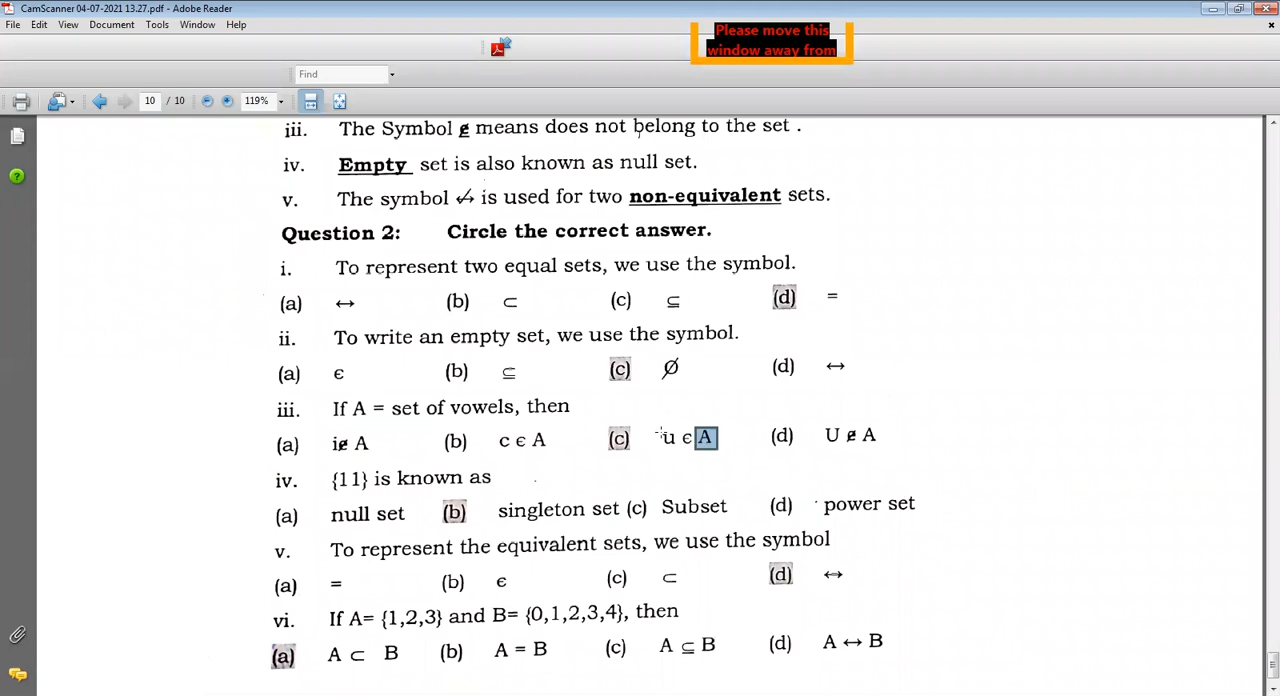 CamScanner 04-07-2021 13.27.pdf - Adobe Reader
File Edit View Document Tools Window Help
Please move this
window away from
Find
10 / 10 119%
iii. The Symbol ɇ means does not belong to the set .
iv. Empty set is also known as null set.
v. The symbol ↮ is used for two non-equivalent sets.
Question 2: Circle the correct answer.
i. To represent two equal sets, we use the symbol.
(a) ↔ (b) ⊂ (c) ⊆ (d) =
ii. To write an empty set, we use the symbol.
(a) є (b) ⊆ (c) Ø (d) ↔
iii. If A = set of vowels, then
(a) iɇ A (b) c є A (c) u є A (d) U ɇ A
iv. {11} is known as
(a) null set (b) singleton set (c) Subset (d) power set
v. To represent the equivalent sets, we use the symbol
(a) = (b) є (c) ⊂ (d) ↔
vi. If A= {1,2,3} and B= {0,1,2,3,4}, then
(a) A ⊂ B (b) A = B (c) A ⊆ B (d) A ↔ B